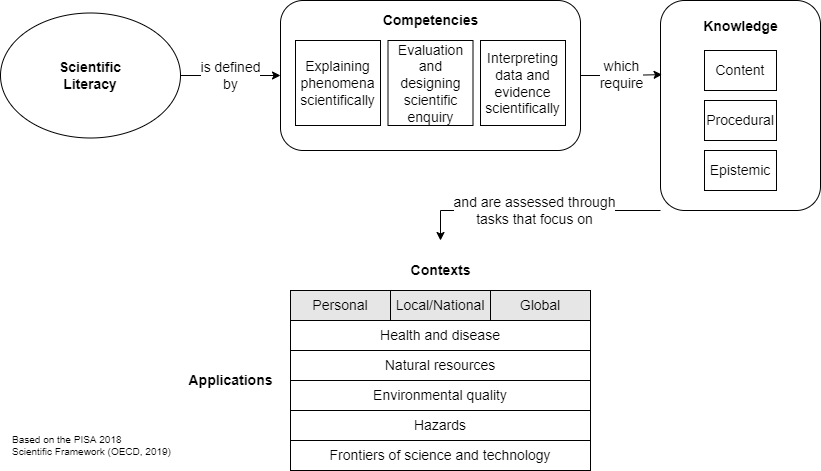 Scientific
Literacy
is defined
by
Competencies
Explaining
phenomena
scientifically
Evaluation
and
designing
scientific
enquiry
Interpreting
data and
evidence
scientifically
which
require
Knowledge
Content
Procedural
Epistemic
and are assessed through
tasks that focus on
Contexts
Personal
Local/National
Global
Applications
Health and disease
Natural resources
Environmental quality
Hazards
Frontiers of science and technology
Based on the PISA 2018
Scientific Framework (OECD, 2019)